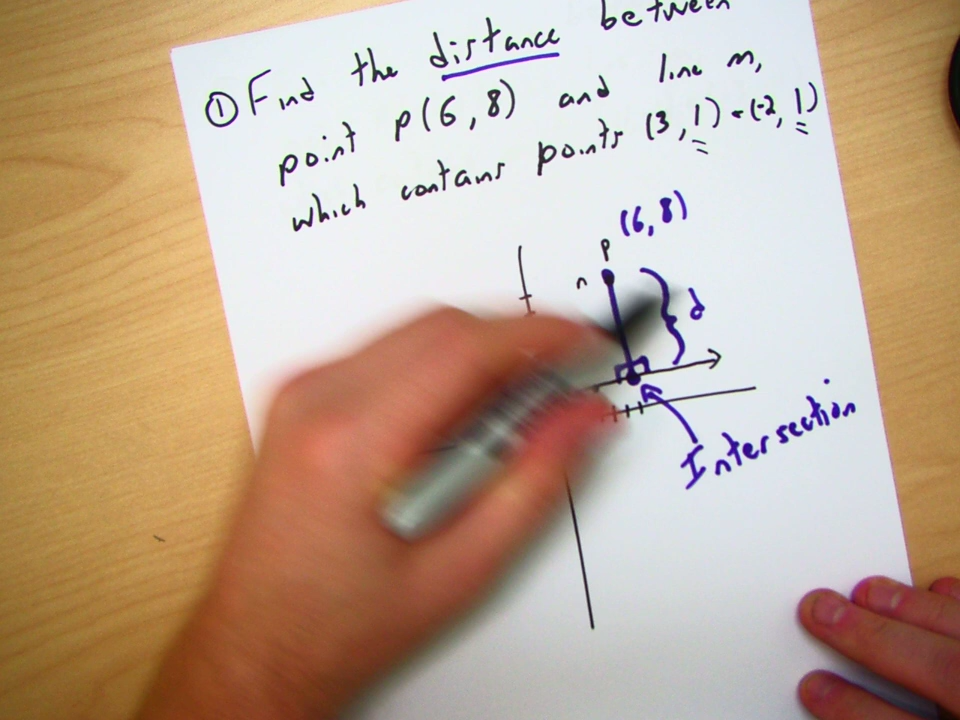 ① Find the distance between
point P(6,8) and line m,
which contains points (3,1) & (-2,1)
(6,8)
P
n
d
Intersection